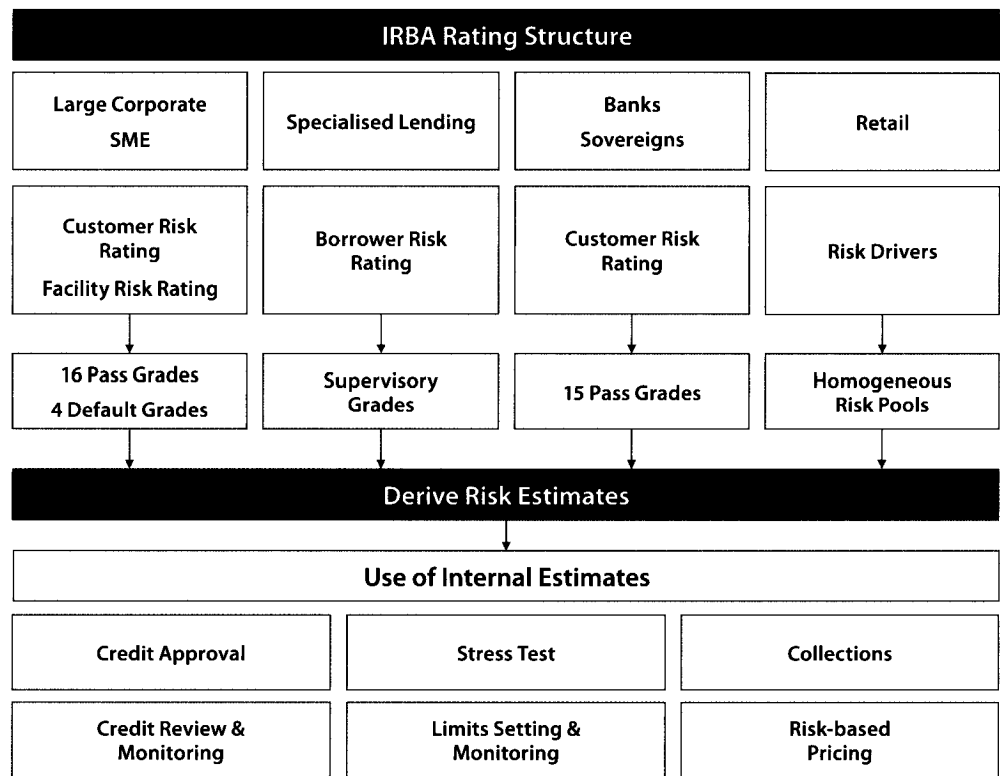 IRBA Rating Structure
Large Corporate
SME
Specialised Lending
Banks
Sovereigns
Retail
Customer Risk
Rating
Facility Risk Rating
Borrower Risk
Rating
Customer Risk
Rating
Risk Drivers
16 Pass Grades
4 Default Grades
Supervisory
Grades
15 Pass Grades
Homogeneous
Risk Pools
Derive Risk Estimates
Use of Internal Estimates
Credit Approval
Stress Test
Collections
Credit Review &
Monitoring
Limits Setting &
Monitoring
Risk-based
Pricing